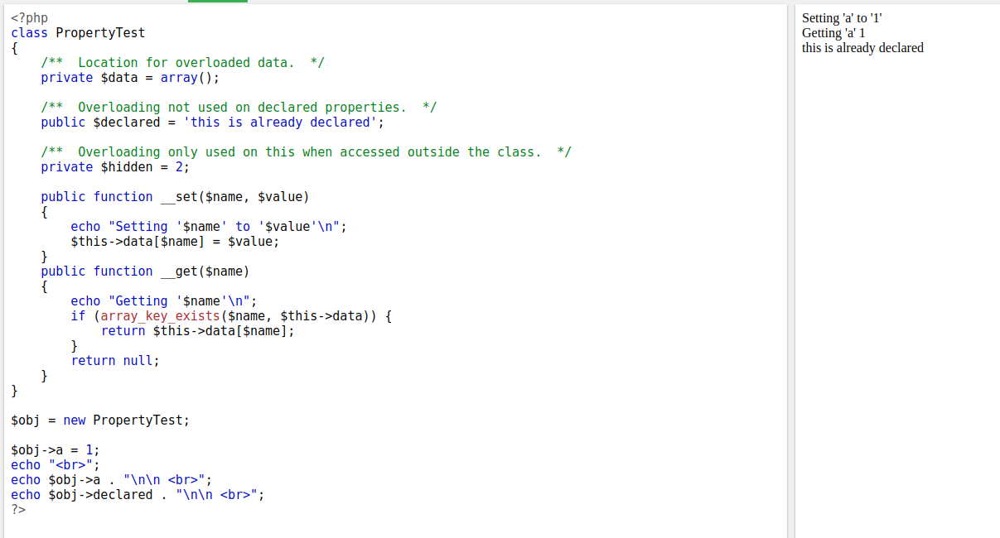 <?php
class PropertyTest
{
    /**  Location for overloaded data.  */
    private $data = array();

    /**  Overloading not used on declared properties.  */
    public $declared = 'this is already declared';

    /**  Overloading only used on this when accessed outside the class.  */
    private $hidden = 2;

    public function __set($name, $value)
    {
        echo "Setting '$name' to '$value'\n";
        $this->data[$name] = $value;
    }
    public function __get($name)
    {
        echo "Getting '$name'\n";
        if (array_key_exists($name, $this->data)) {
            return $this->data[$name];
        }
        return null;
    }
}

$obj = new PropertyTest;

$obj->a = 1;
echo "<br>";
echo $obj->a . "\n\n <br>";
echo $obj->declared . "\n\n <br>";
?>
Setting 'a' to '1'
Getting 'a' 1
this is already declared